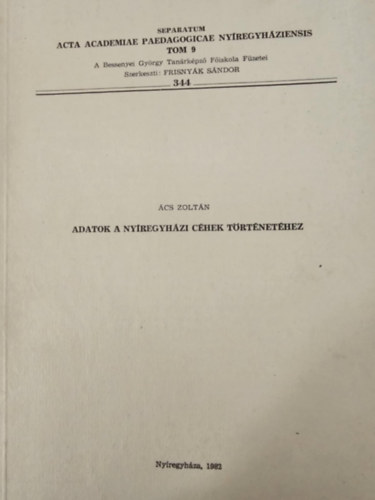 SEPARATUM
ACTA ACADEMIAE PAEDAGOGICAE NYÍREGYHÁZIENSIS
TOM 9
A Bessenyei György Tanárképző Főiskola Füzetei
Szerkeszti: FRISNYÁK SÁNDOR
344
ÁCS ZOLTÁN
ADATOK A NYÍREGYHÁZI CÉHEK TÖRTÉNETÉHEZ
Nyíregyháza, 1982